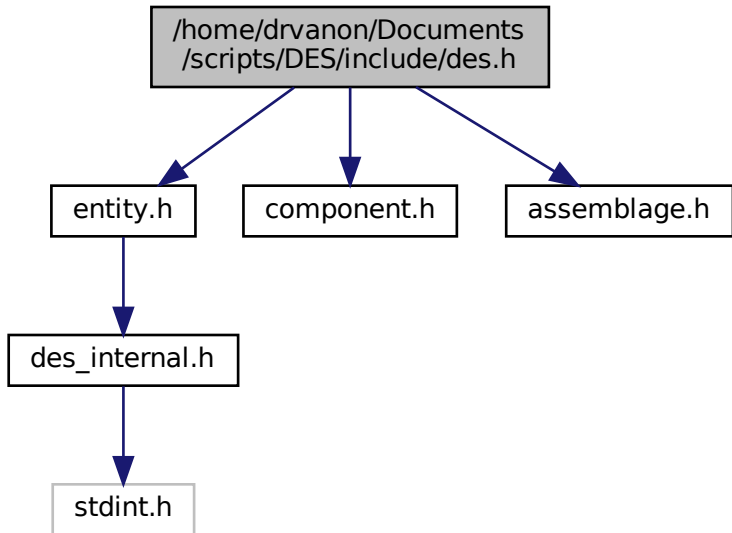 /home/drvanon/Documents
/scripts/DES/include/des.h
entity.h
component.h
assemblage.h
des_internal.h
stdint.h